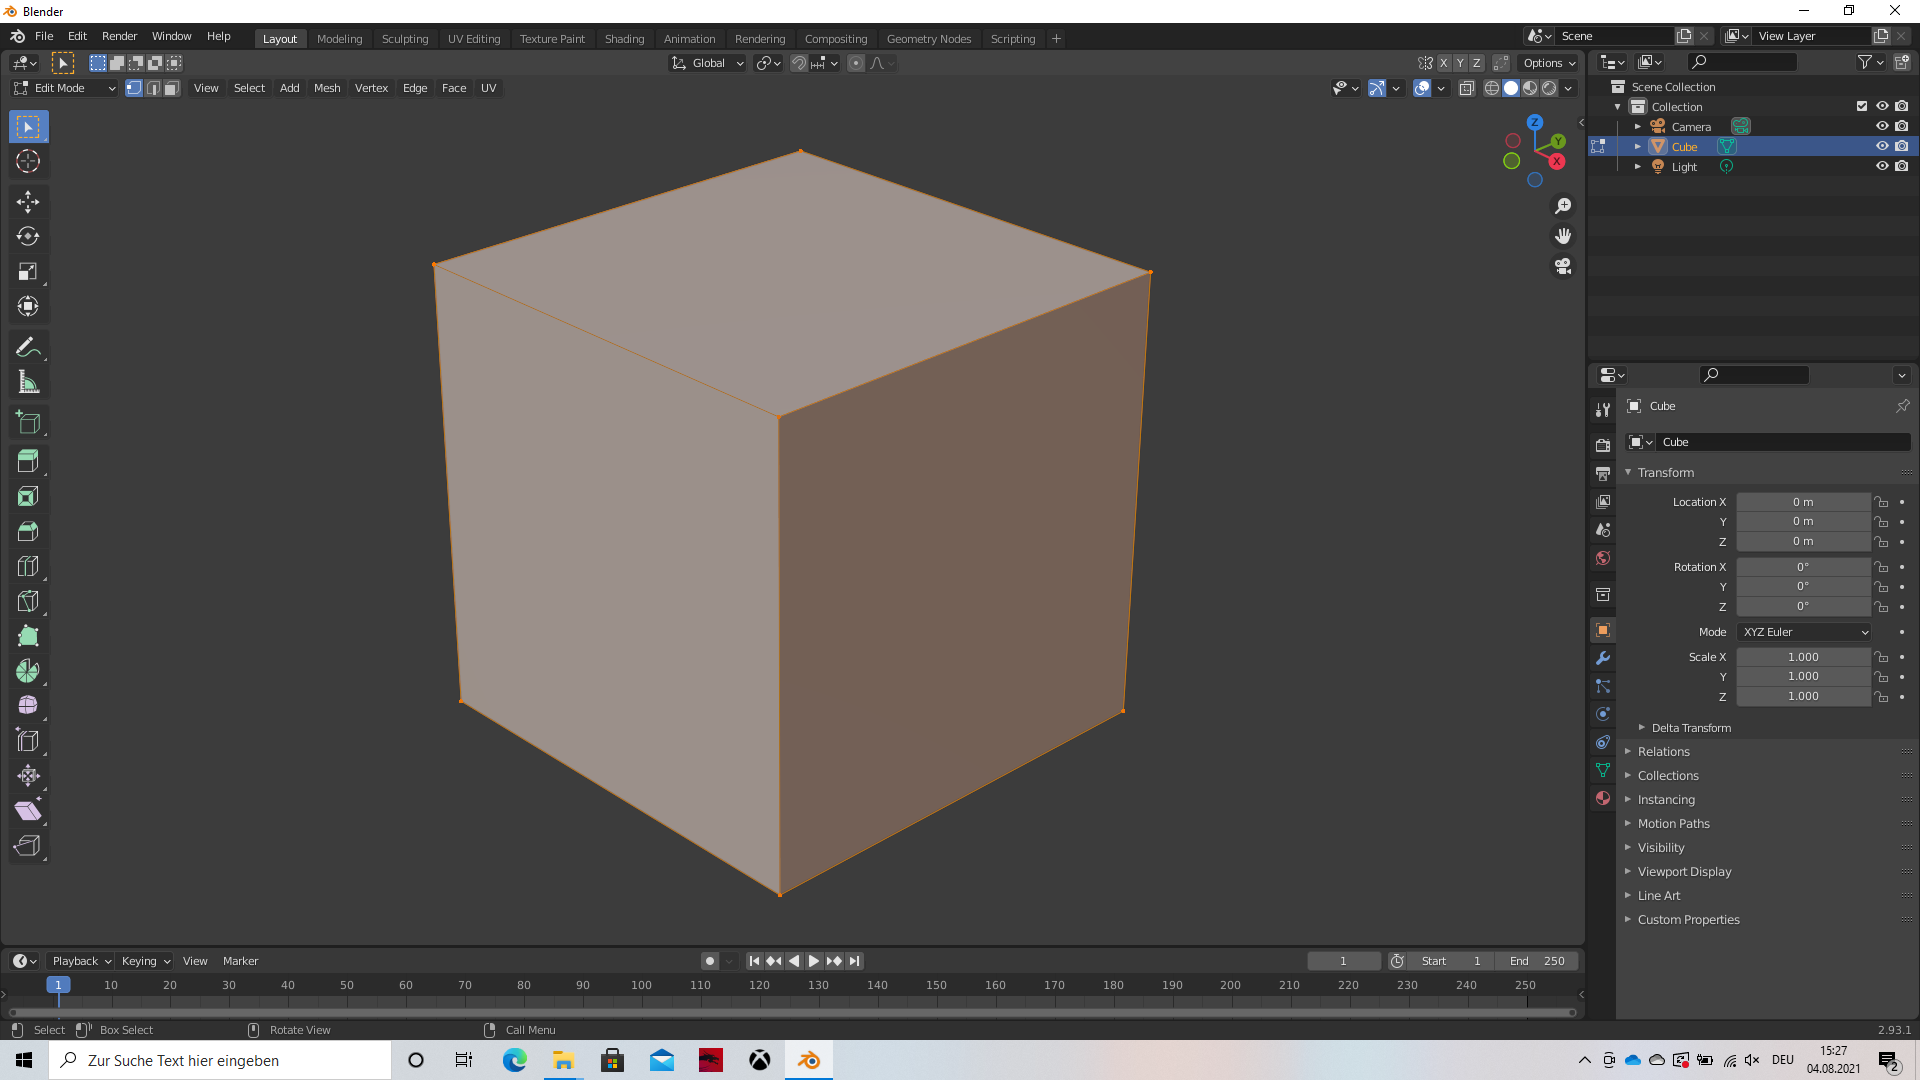 Blender
File Edit Render Window Help Layout Modeling Sculpting UV Editing Texture Paint Shading Animation Rendering Compositing Geometry Nodes Scripting + Scene View Layer
Global X Y Z Options
Edit Mode View Select Add Mesh Vertex Edge Face UV
Scene Collection
Collection
Camera
Cube
Light
Z
Y
X
Cube
Cube
Transform
Location X 0 m
Y 0 m
Z 0 m
Rotation X 0°
Y 0°
Z 0°
Mode XYZ Euler
Scale X 1.000
Y 1.000
Z 1.000
Delta Transform
Relations
Collections
Instancing
Motion Paths
Visibility
Viewport Display
Line Art
Custom Properties
Playback Keying View Marker 1 Start 1 End 250
1 10 20 30 40 50 60 70 80 90 100 110 120 130 140 150 160 170 180 190 200 210 220 230 240 250
Select Box Select Rotate View Call Menu 2.93.1
Zur Suche Text hier eingeben DEU 15:27
04.08.2021 2